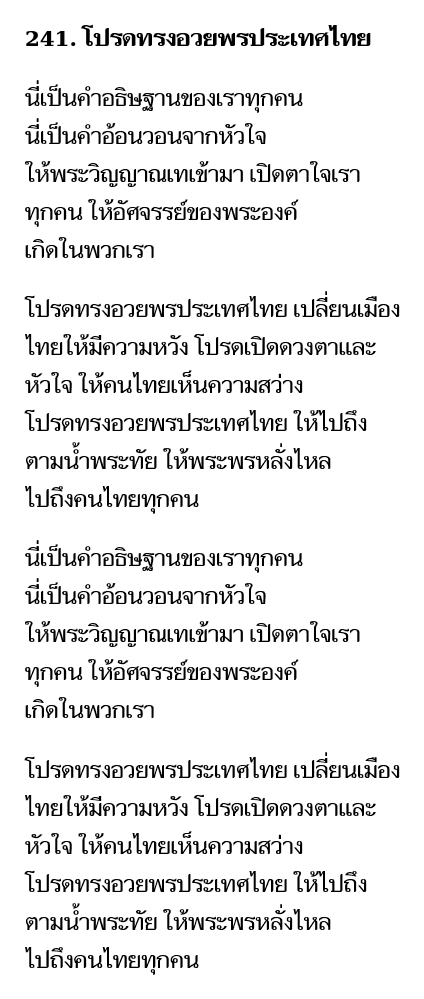 241. โปรดทรงอวยพรประเทศไทย
นี่เป็นคำอธิษฐานของเราทุกคน
นี่เป็นคำอ้อนวอนจากหัวใจ
ให้พระวิญญาณเทเข้ามา เปิดตาใจเรา
ทุกคน ให้อัศจรรย์ของพระองค์
เกิดในพวกเรา
โปรดทรงอวยพรประเทศไทย เปลี่ยนเมือง
ไทยให้มีความหวัง โปรดเปิดดวงตาและ
หัวใจ ให้คนไทยเห็นความสว่าง
โปรดทรงอวยพรประเทศไทย ให้ไปถึง
ตามน้ำพระทัย ให้พระพรหลั่งไหล
ไปถึงคนไทยทุกคน
นี่เป็นคำอธิษฐานของเราทุกคน
นี่เป็นคำอ้อนวอนจากหัวใจ
ให้พระวิญญาณเทเข้ามา เปิดตาใจเรา
ทุกคน ให้อัศจรรย์ของพระองค์
เกิดในพวกเรา
โปรดทรงอวยพรประเทศไทย เปลี่ยนเมือง
ไทยให้มีความหวัง โปรดเปิดดวงตาและ
หัวใจ ให้คนไทยเห็นความสว่าง
โปรดทรงอวยพรประเทศไทย ให้ไปถึง
ตามน้ำพระทัย ให้พระพรหลั่งไหล
ไปถึงคนไทยทุกคน